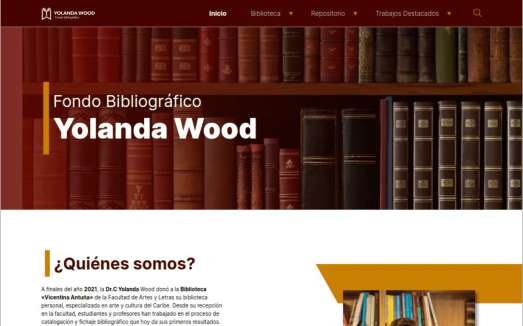 YOLANDA WOOD
Fondo Bibliográfico
Inicio
Biblioteca
Repositorio
Trabajos Destacados
Fondo Bibliográfico
Yolanda Wood
¿Quiénes somos?
A finales del año 2021, la Dr.C Yolanda Wood donó a la Biblioteca
«Vicentina Antuña» de la Facultad de Artes y Letras su biblioteca
personal, especializada en arte y cultura del Caribe. Desde su recepción
en la facultad, estudiantes y profesores han trabajado en el proceso de
catalogación y fichaje bibliográfico que hoy da sus primeros resultados.